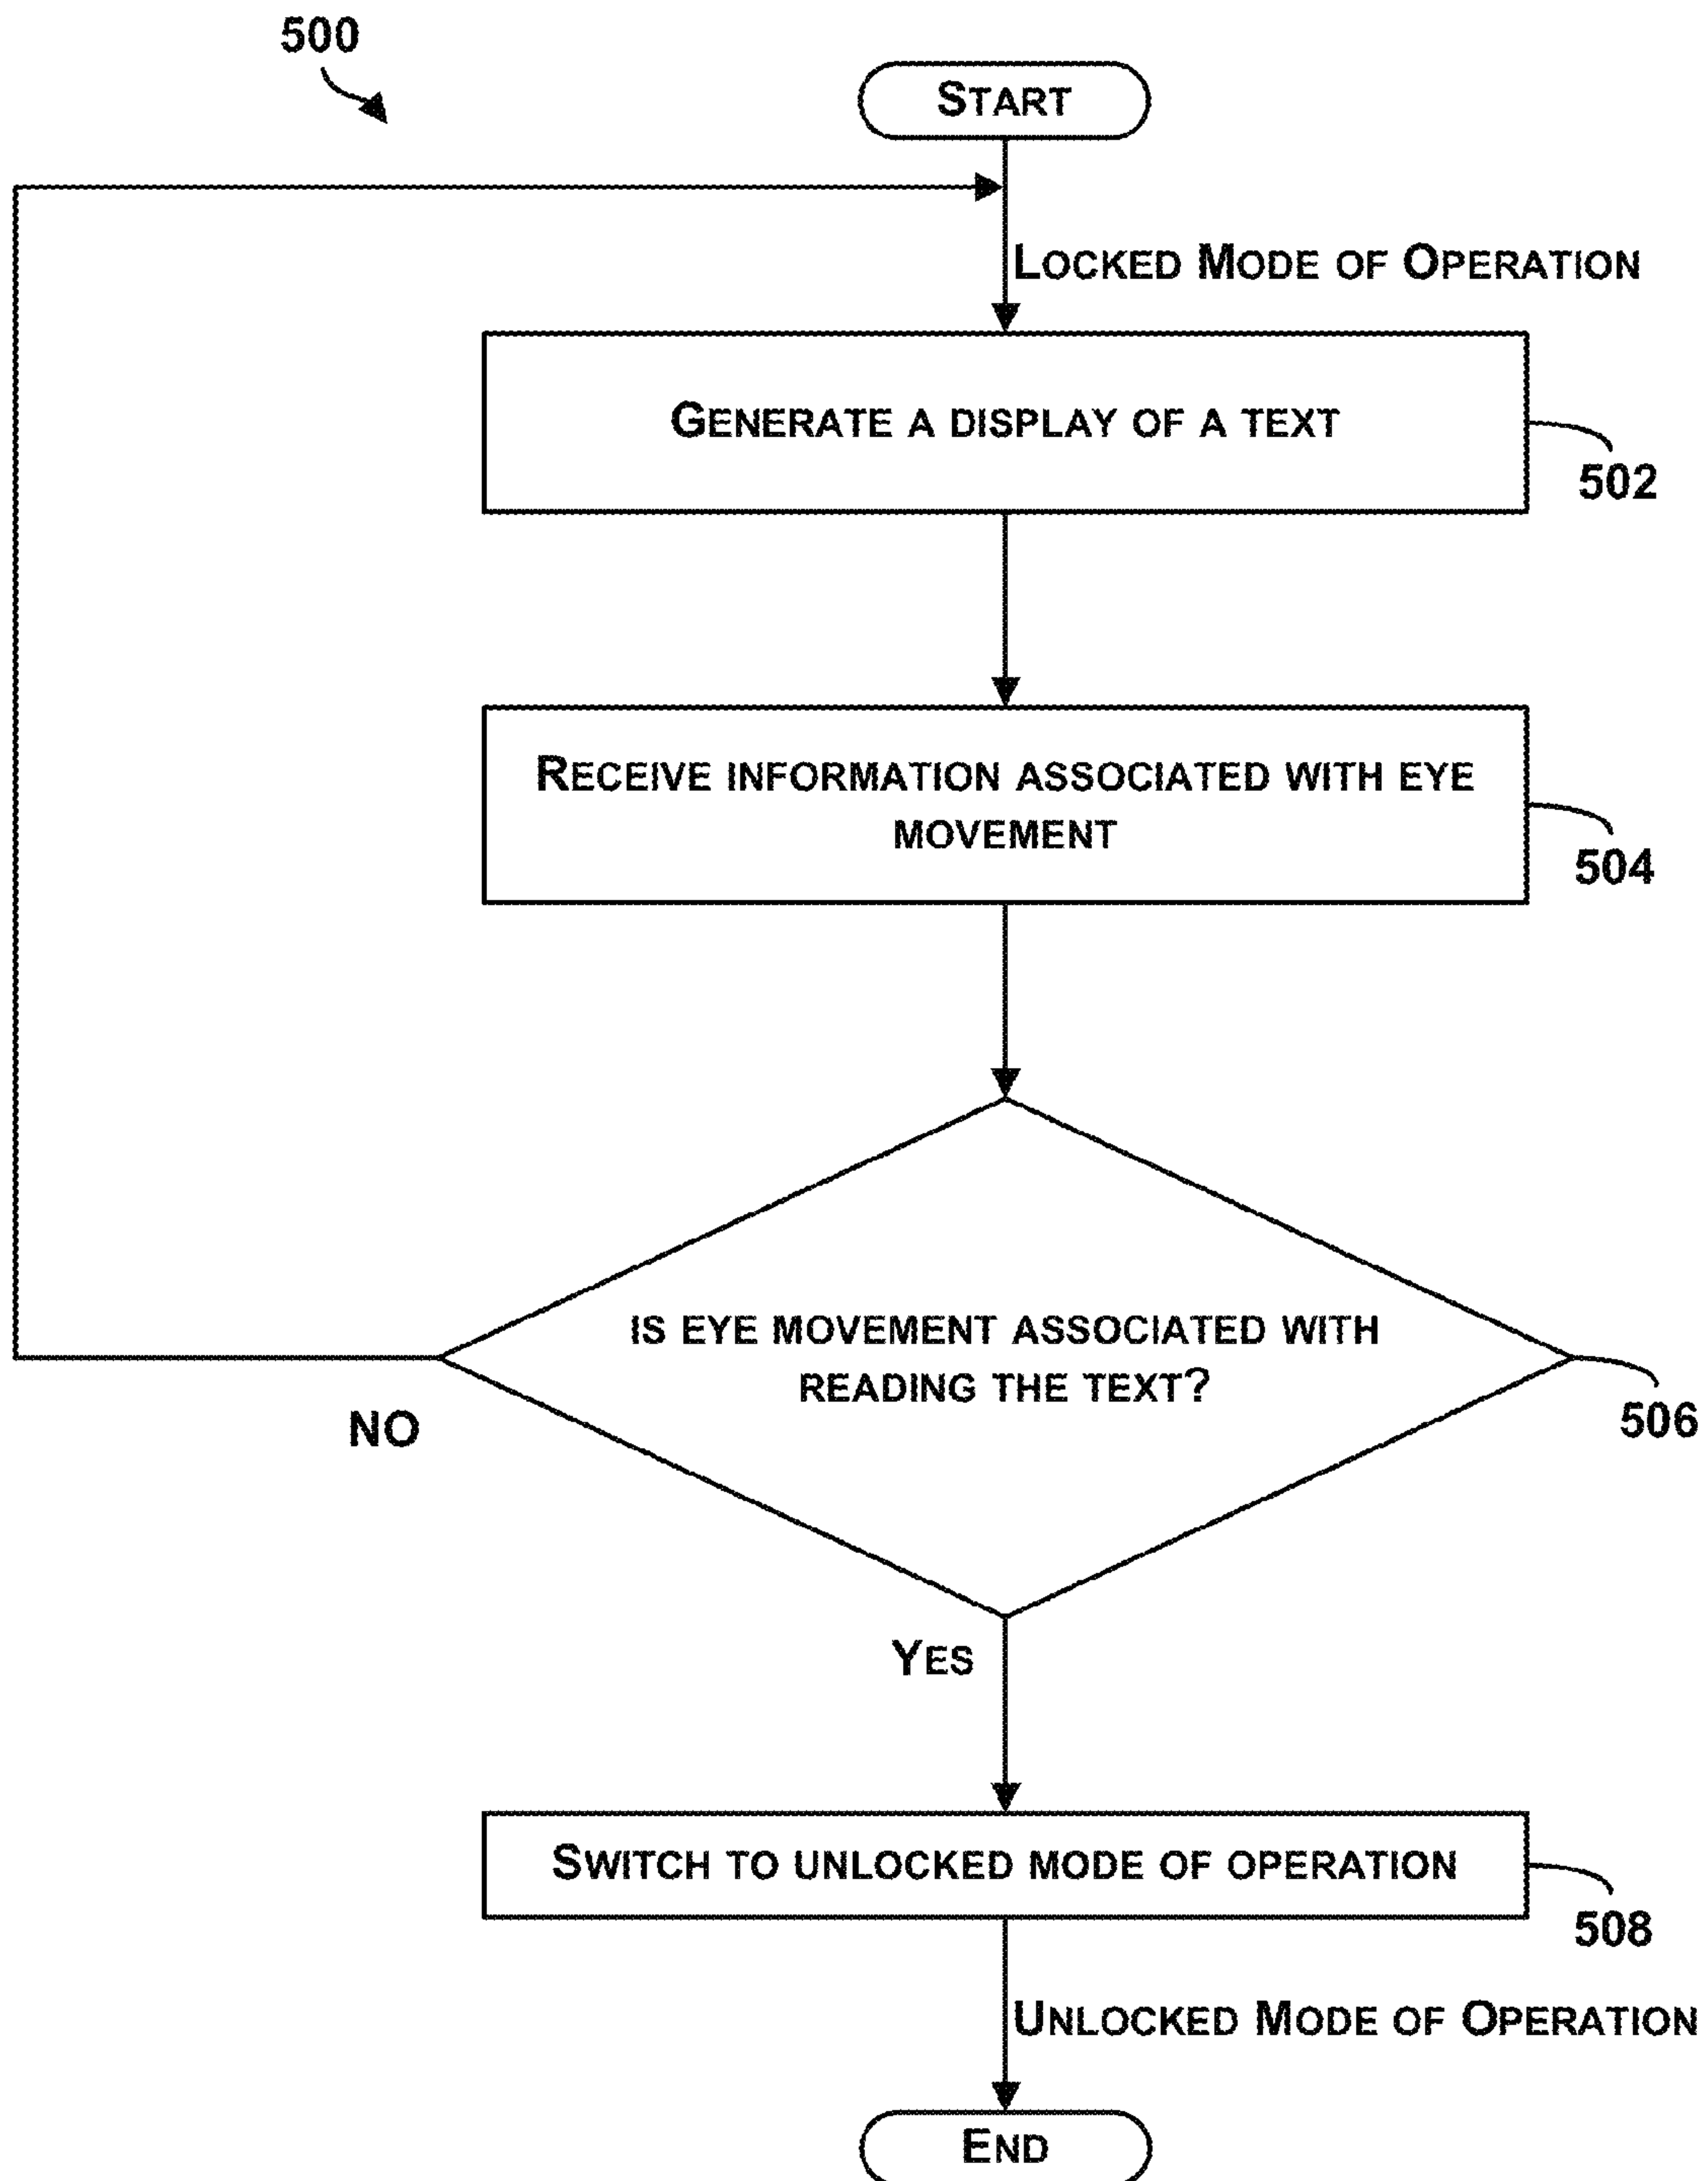 500
START
LOCKED MODE OF OPERATION
GENERATE A DISPLAY OF A TEXT
502
RECEIVE INFORMATION ASSOCIATED WITH EYE
MOVEMENT
504
IS EYE MOVEMENT ASSOCIATED WITH
READING THE TEXT?
506
NO
YES
SWITCH TO UNLOCKED MODE OF OPERATION
508
UNLOCKED MODE OF OPERATION
END